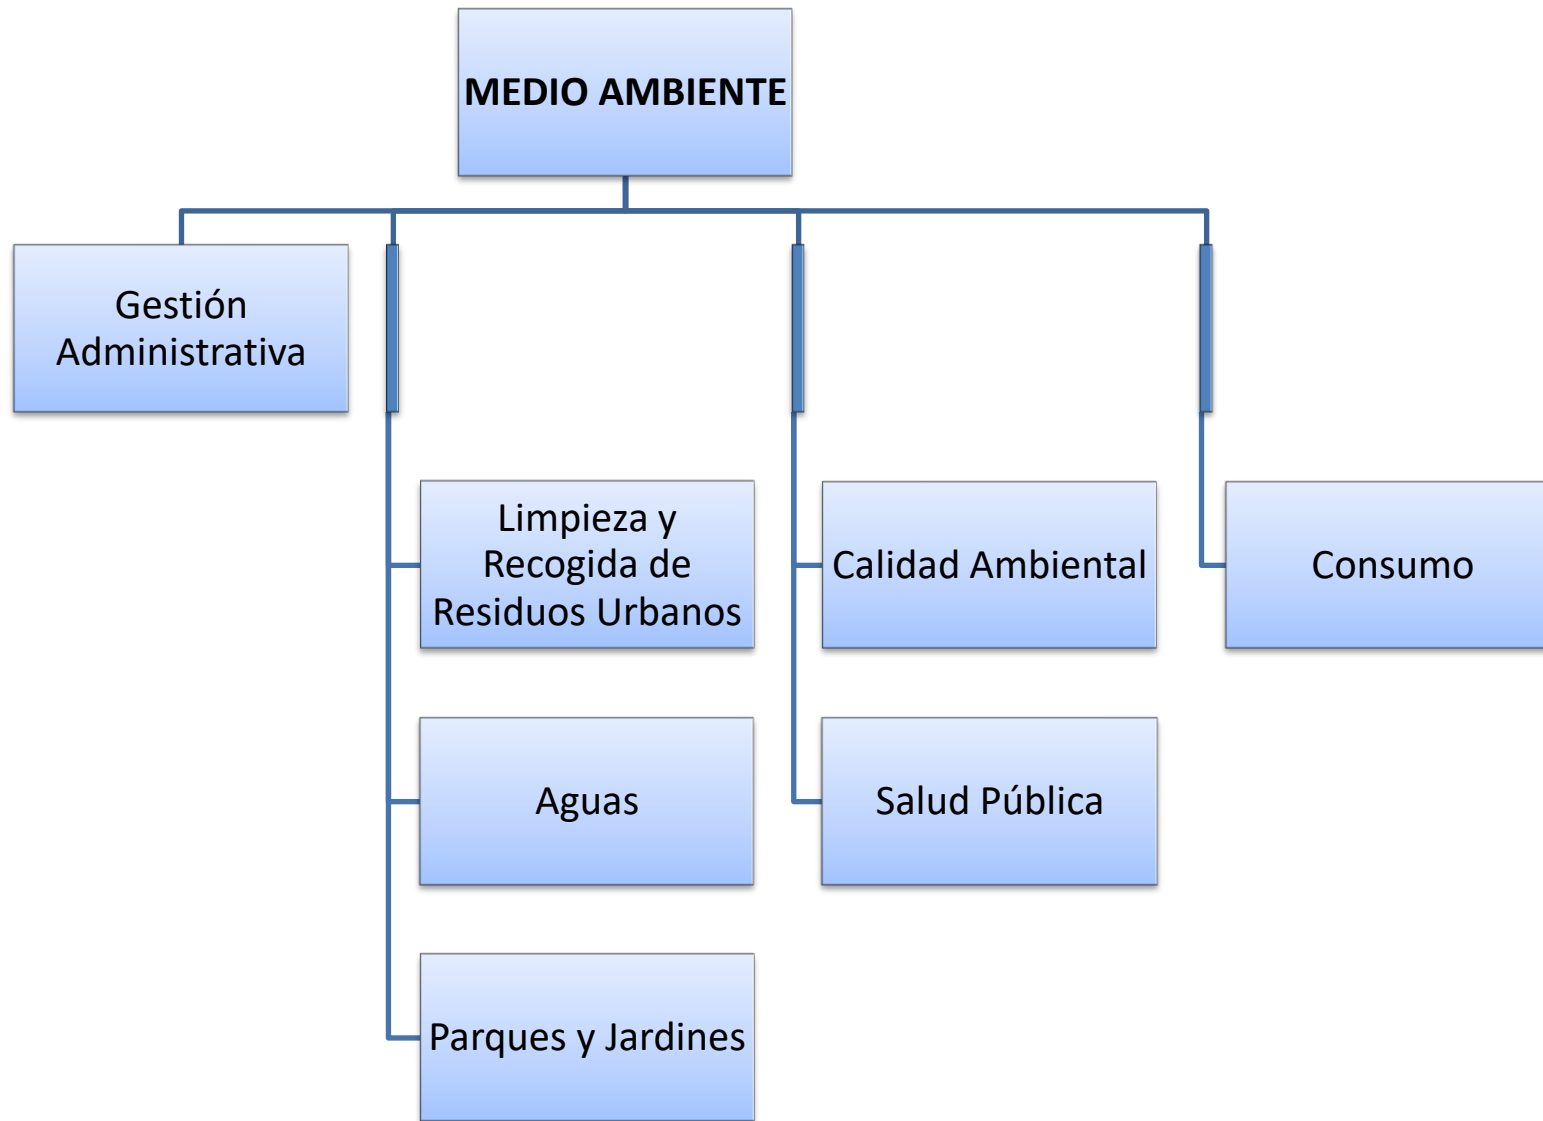 MEDIO AMBIENTE
Gestión
Administrativa
Limpieza y
Recogida de
Residuos Urbanos
Calidad Ambiental
Consumo
Aguas
Salud Pública
Parques y Jardines